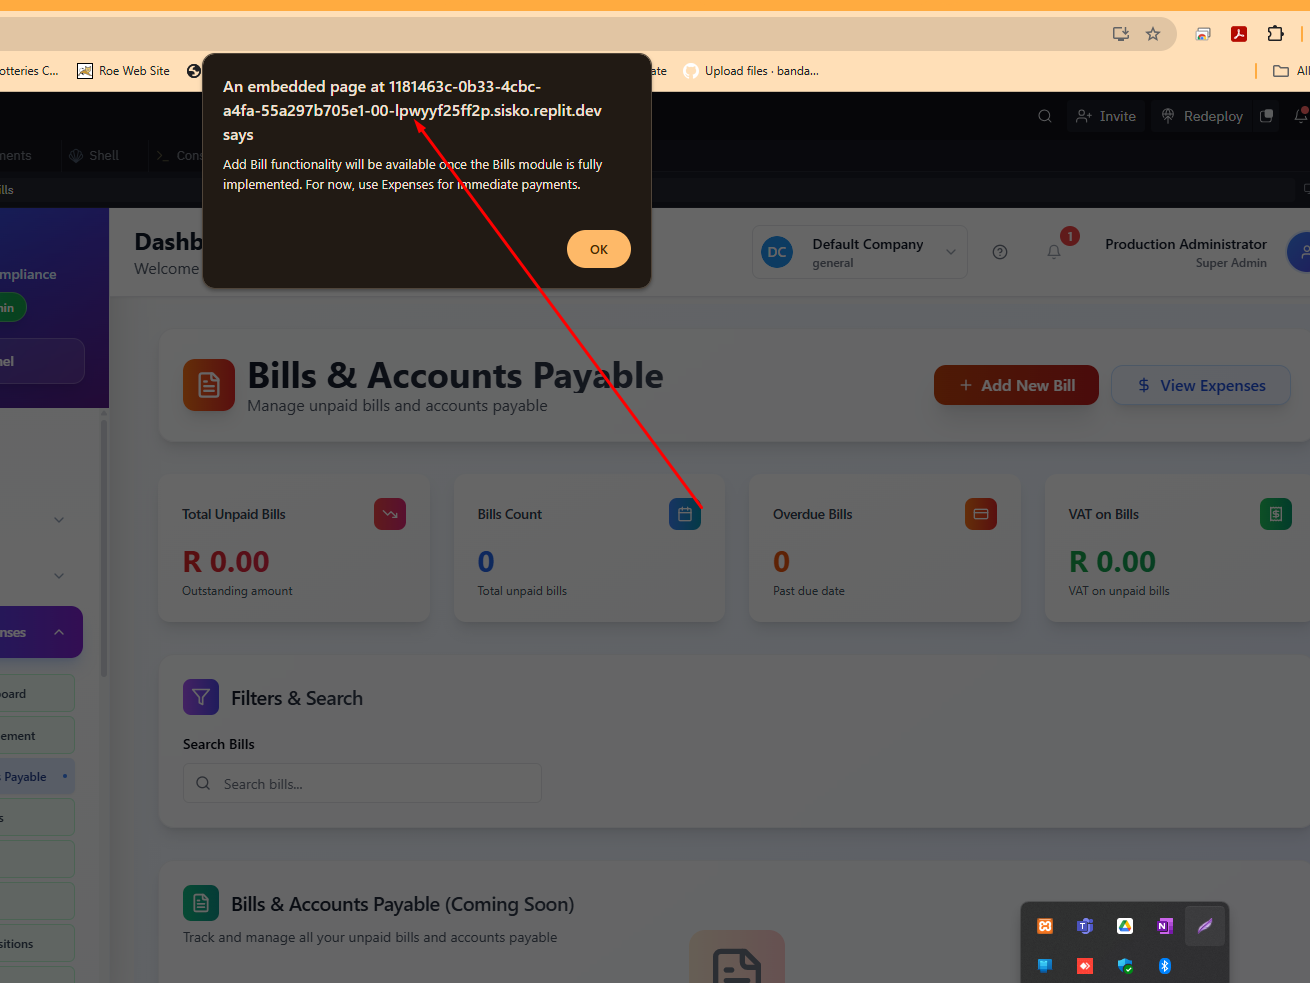 otteries C...
Roe Web Site
ate
Upload files · banda...
All
An embedded page at 1181463c-0b33-4cbc-
a4fa-55a297b705e1-00-lpwyyf25ff2p.sisko.replit.dev
says
Add Bill functionality will be available once the Bills module is fully
implemented. For now, use Expenses for immediate payments.
OK
Invite
Redeploy
ments
Shell
Cons
ills
mpliance
min
nel
Dashb
Welcome
DC
Default Company
general
1
Production Administrator
Super Admin
Bills & Accounts Payable
Manage unpaid bills and accounts payable
+ Add New Bill
$ View Expenses
Total Unpaid Bills
R 0.00
Outstanding amount
Bills Count
0
Total unpaid bills
Overdue Bills
0
Past due date
VAT on Bills
R 0.00
VAT on unpaid bills
nses
oard
ement
Payable
s
sitions
Filters & Search
Search Bills
Search bills...
Bills & Accounts Payable (Coming Soon)
Track and manage all your unpaid bills and accounts payable